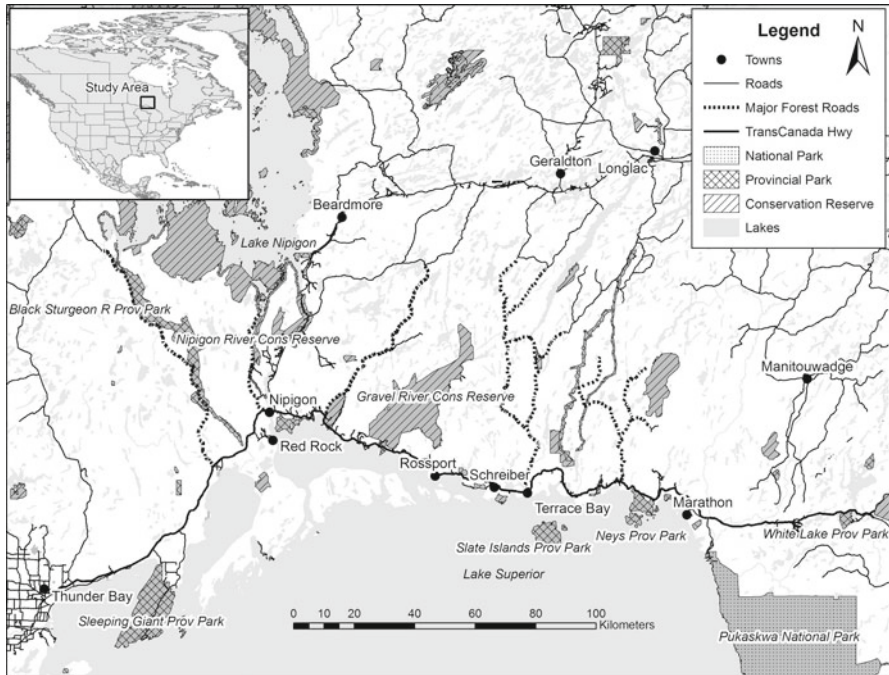 Study Area
Legend
N
Towns
Roads
Major Forest Roads
TransCanada Hwy
National Park
Provincial Park
Conservation Reserve
Lakes
Geraldton
Longlac
Beardmore
Lake Nipigon
Black Sturgeon R Prov Park
Nipigon River Cons Reserve
Manitouwadge
Nipigon
Gravel River Cons Reserve
Red Rock
Rossport
Schreiber
Terrace Bay
Marathon
Slate Islands Prov Park
Neys Prov Park
White Lake Prov Park
Lake Superior
Thunder Bay
Sleeping Giant Prov Park
0 10 20 40 60 80 100
Kilometers
Pukaskwa National Park